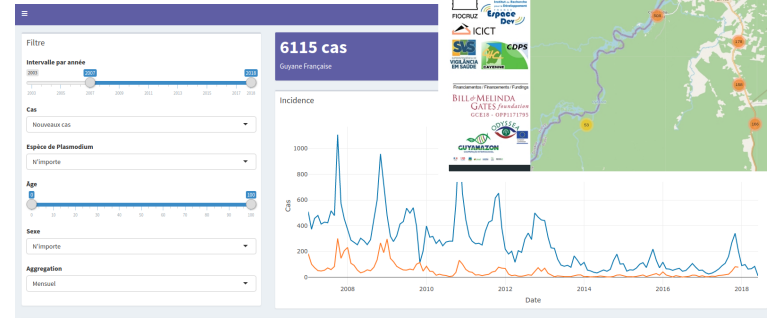 Filtre
Intervalle par année
2003
2007
2018
2003 2005 2007 2009 2011 2013 2015 2017 2018
Cas
Nouveaux cas
Espèce de Plasmodium
N'importe
Âge
0
100
0 10 20 30 40 50 60 70 80 90 100
Sexe
N'importe
Aggregation
Mensuel
6115 cas
Guyane Française
Incidence
Cas
1000
800
600
400
200
0
2008 2010 2012 2014 2016 2018
Date
FIOCRUZ
Espace
Dev
ICICT
SVS
VIGILÂNCIA
EM SAÚDE
CDPS
CAYENNE
Financiamentos / Financements / Fundings
BILL & MELINDA
GATES foundation
GCE18 - OPP1171795
ODYSSEA
GUYAMAZON